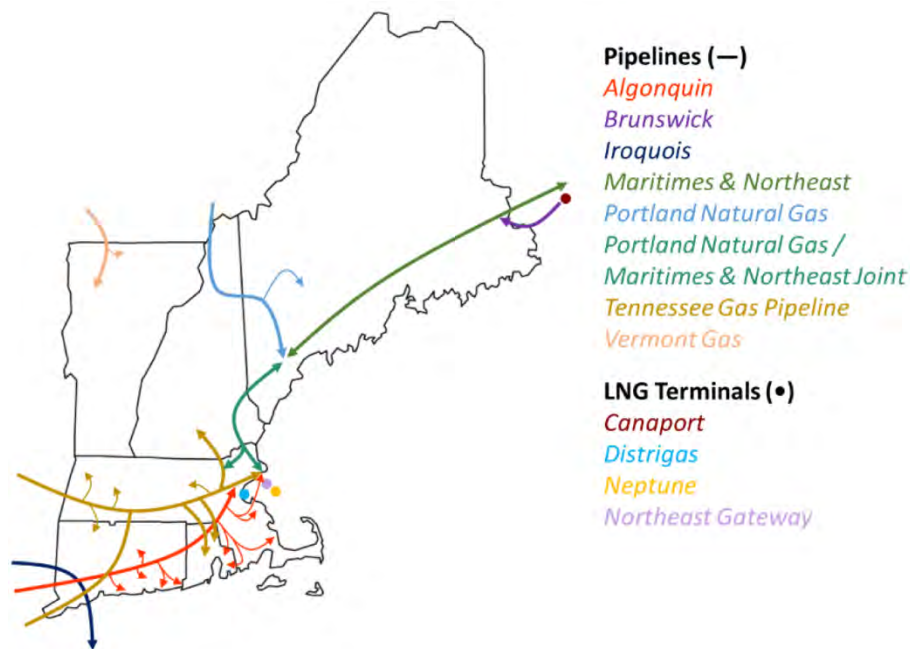 Pipelines (—)
Algonquin
Brunswick
Iroquois
Maritimes & Northeast
Portland Natural Gas
Portland Natural Gas /
Maritimes & Northeast Joint
Tennessee Gas Pipeline
Vermont Gas
LNG Terminals (•)
Canaport
Distrigas
Neptune
Northeast Gateway